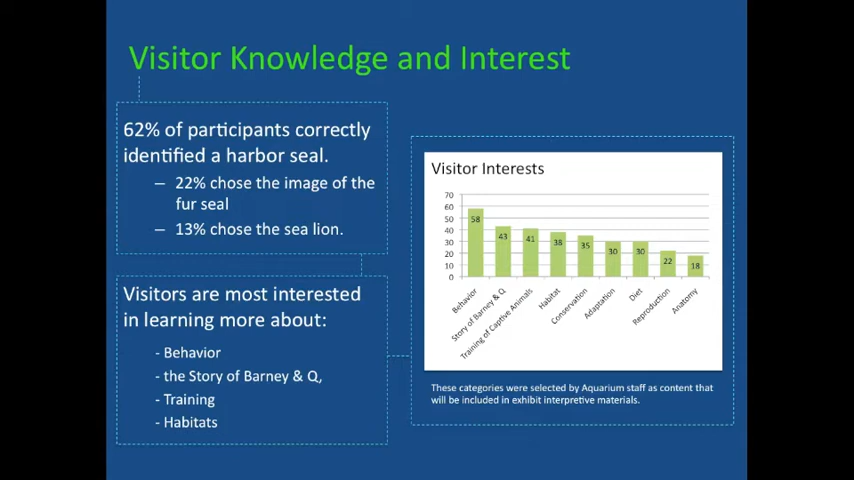 Visitor Knowledge and Interest
62% of participants correctly
identified a harbor seal.
– 22% chose the image of the
fur seal
– 13% chose the sea lion.
Visitors are most interested
in learning more about:
- Behavior
- the Story of Barney & Q,
- Training
- Habitats
Visitor Interests
70
60
50
40
30
20
10
0
58
43
41
38
35
30
30
22
18
Behavior
Story of Barney & Q
Training of Captive Animals
Habitat
Conservation
Adaptation
Diet
Reproduction
Anatomy
These categories were selected by Aquarium staff as content that
will be included in exhibit interpretive materials.